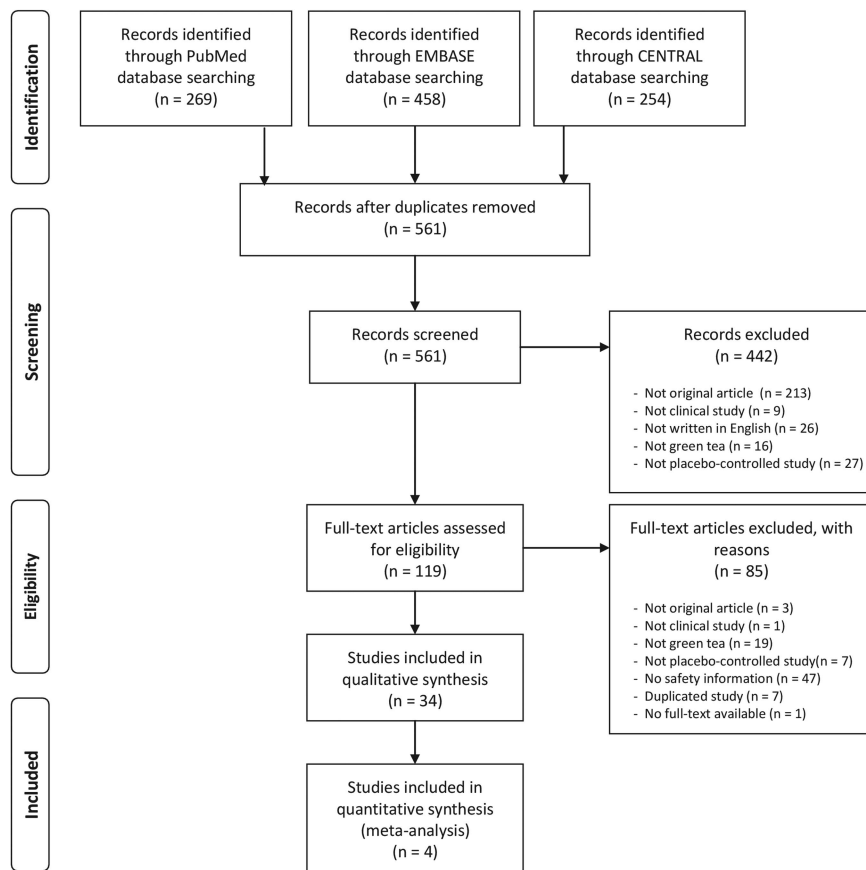 Identification
Records identified
through PubMed
database searching
(n = 269)
Records identified
through EMBASE
database searching
(n = 458)
Records identified
through CENTRAL
database searching
(n = 254)
Records after duplicates removed
(n = 561)
Screening
Records screened
(n = 561)
Records excluded
(n = 442)
- Not original article (n = 213)
- Not clinical study (n = 9)
- Not written in English (n = 26)
- Not green tea (n = 16)
- Not placebo-controlled study (n = 27)
Eligibility
Full-text articles assessed
for eligibility
(n = 119)
Full-text articles excluded, with
reasons
(n = 85)
- Not original article (n = 3)
- Not clinical study (n = 1)
- Not green tea (n = 19)
- Not placebo-controlled study(n = 7)
- No safety information (n = 47)
- Duplicated study (n = 7)
- No full-text available (n = 1)
Studies included in
qualitative synthesis
(n = 34)
Included
Studies included in
quantitative synthesis
(meta-analysis)
(n = 4)